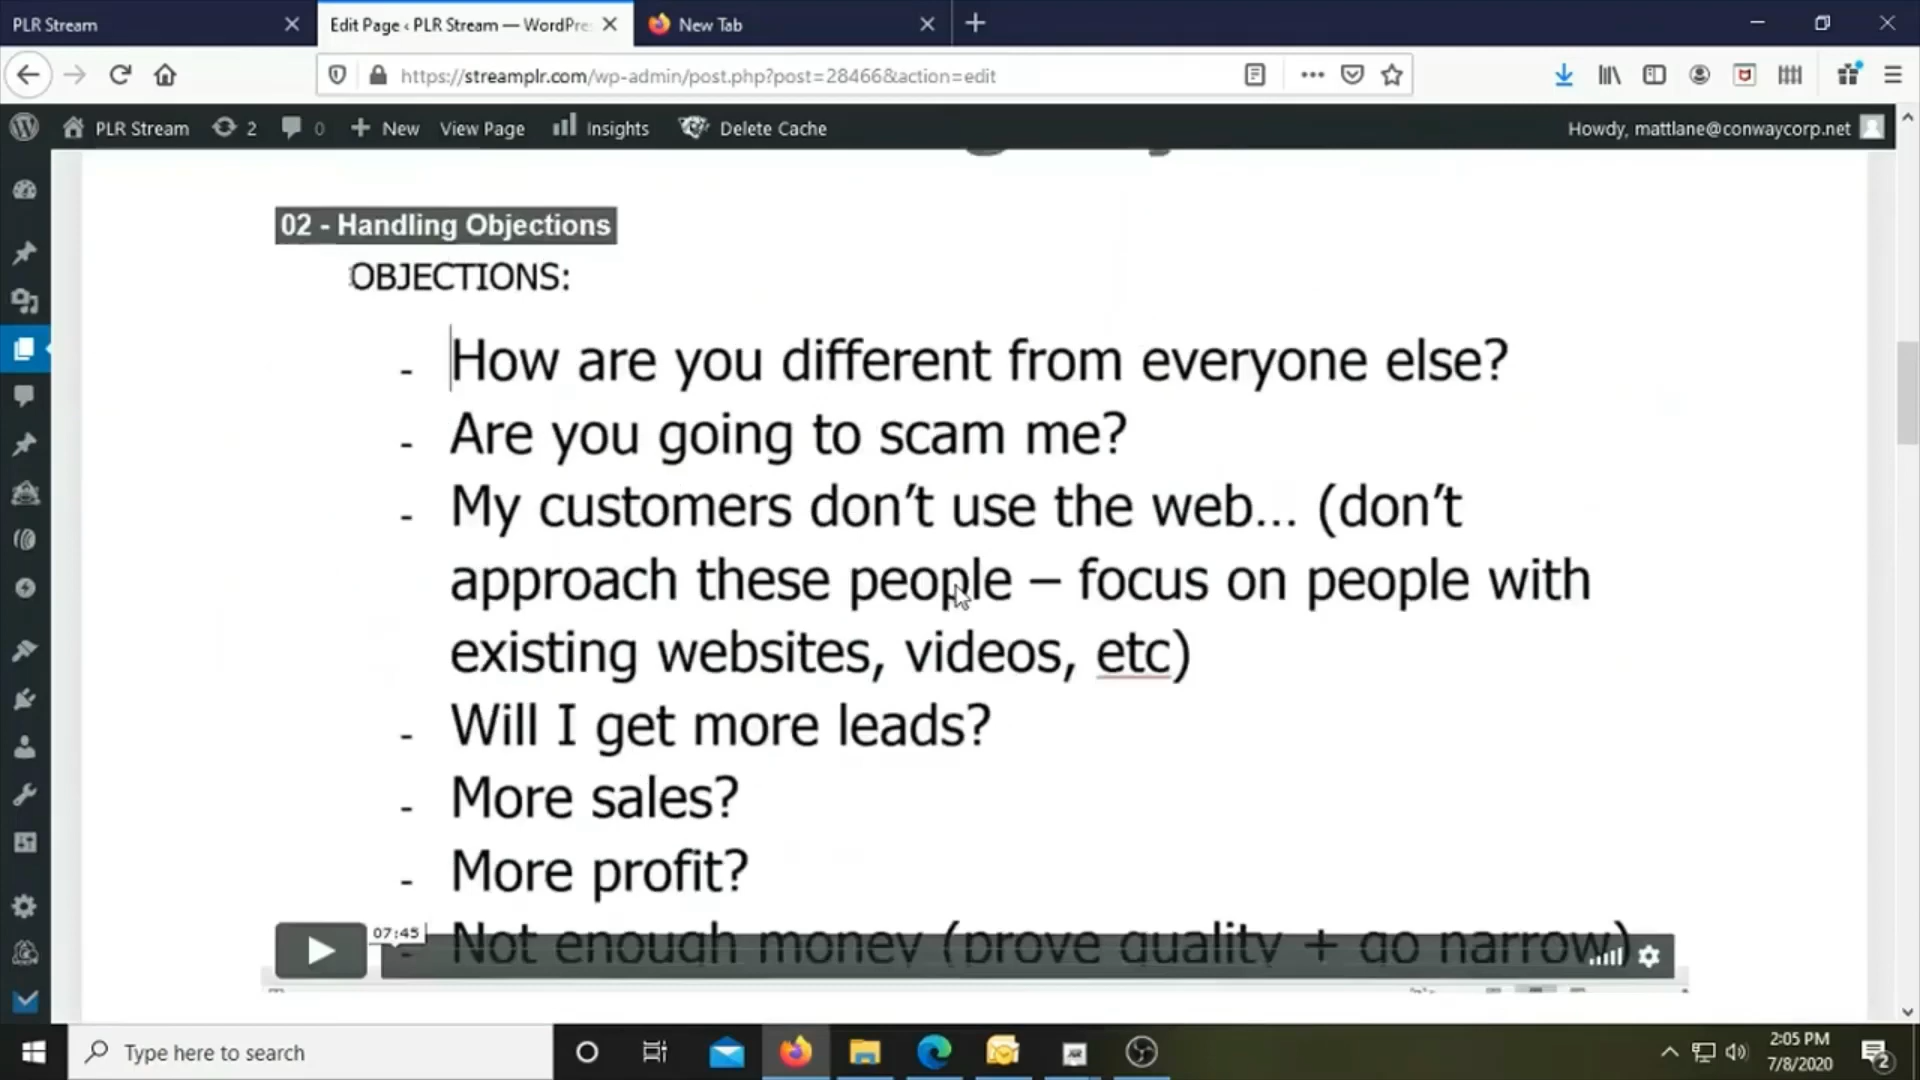 PLR Stream
Edit Page ‹ PLR Stream — WordPre
New Tab
https://streamplr.com/wp-admin/post.php?post=28466&action=edit
PLR Stream
2
0
New
View Page
Insights
Delete Cache
Howdy, mattlane@conwaycorp.net
02 - Handling Objections
OBJECTIONS:
- How are you different from everyone else?
- Are you going to scam me?
- My customers don’t use the web… (don’t
approach these people – focus on people with
existing websites, videos, etc)
- Will I get more leads?
- More sales?
- More profit?
- Not enough money (prove quality + go narrow)
07:45
Type here to search
2:05 PM
7/8/2020
2